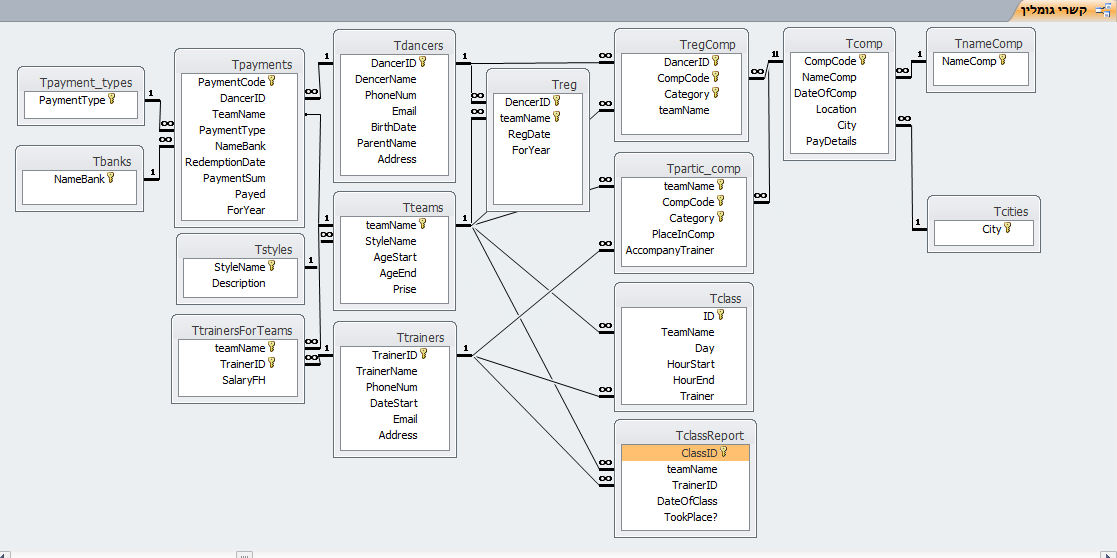 קשרי גומלין
Tpayment_types
PaymentType
Tbanks
NameBank
Tpayments
PaymentCode
DancerID
TeamName
PaymentType
NameBank
RedemptionDate
PaymentSum
Payed
ForYear
Tstyles
StyleName
Description
TtrainersForTeams
teamName
TrainerID
SalaryFH
Tdancers
DancerID
DencerName
PhoneNum
Email
BirthDate
ParentName
Address
Tteams
teamName
StyleName
AgeStart
AgeEnd
Prise
Ttrainers
TrainerID
TrainerName
PhoneNum
DateStart
Email
Address
Treg
DencerID
teamName
RegDate
ForYear
TregComp
DancerID
CompCode
Category
teamName
Tpartic_comp
teamName
CompCode
Category
PlaceInComp
AccompanyTrainer
Tclass
ID
TeamName
Day
HourStart
HourEnd
Trainer
TclassReport
ClassID
teamName
TrainerID
DateOfClass
TookPlace?
Tcomp
CompCode
NameComp
DateOfComp
Location
City
PayDetails
TnameComp
NameComp
Tcities
City